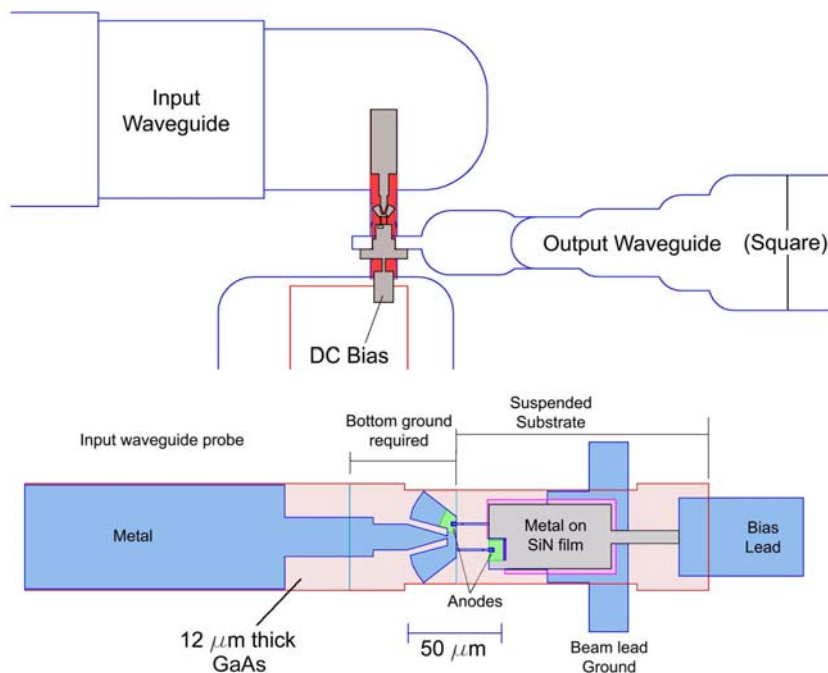 Input
Waveguide
Output Waveguide
(Square)
DC Bias
Suspended
Substrate
Bottom ground
required
Input waveguide probe
Metal
Metal on
SiN film
Bias
Lead
Anodes
12 μm thick
GaAs
50 μm
Beam lead
Ground